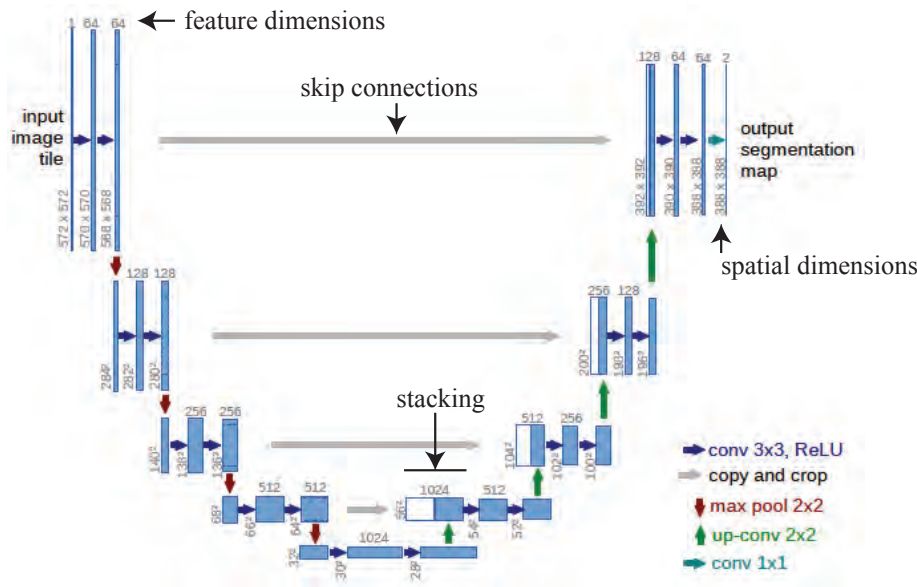 1 64 64
feature dimensions
input
image
tile
572 x 572
570 x 570
568 x 568
skip connections
128 64 64 2
output
segmentation
map
392 x 392
390 x 390
388 x 388
388 x 388
spatial dimensions
128 128
284²
282²
280²
256 128
200²
198²
196²
stacking
256 256
140²
138²
136²
512 256
104²
102²
100²
512 512
68²
66²
64²
1024 512
56²
54²
52²
1024
32²
30²
28²
conv 3x3, ReLU
copy and crop
max pool 2x2
up-conv 2x2
conv 1x1